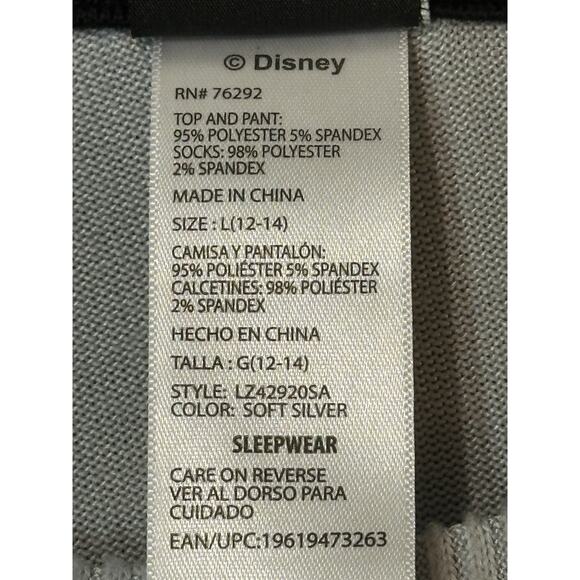 © Disney
RN# 76292
TOP AND PANT:
95% POLYESTER 5% SPANDEX
SOCKS: 98% POLYESTER
2% SPANDEX
MADE IN CHINA
SIZE : L(12-14)
CAMISA Y PANTALÓN:
95% POLIÉSTER 5% SPANDEX
CALCETINES: 98% POLIÉSTER
2% SPANDEX
HECHO EN CHINA
TALLA : G(12-14)
STYLE: LZ42920SA
COLOR: SOFT SILVER
SLEEPWEAR
CARE ON REVERSE
VER AL DORSO PARA
CUIDADO
EAN/UPC:19619473263